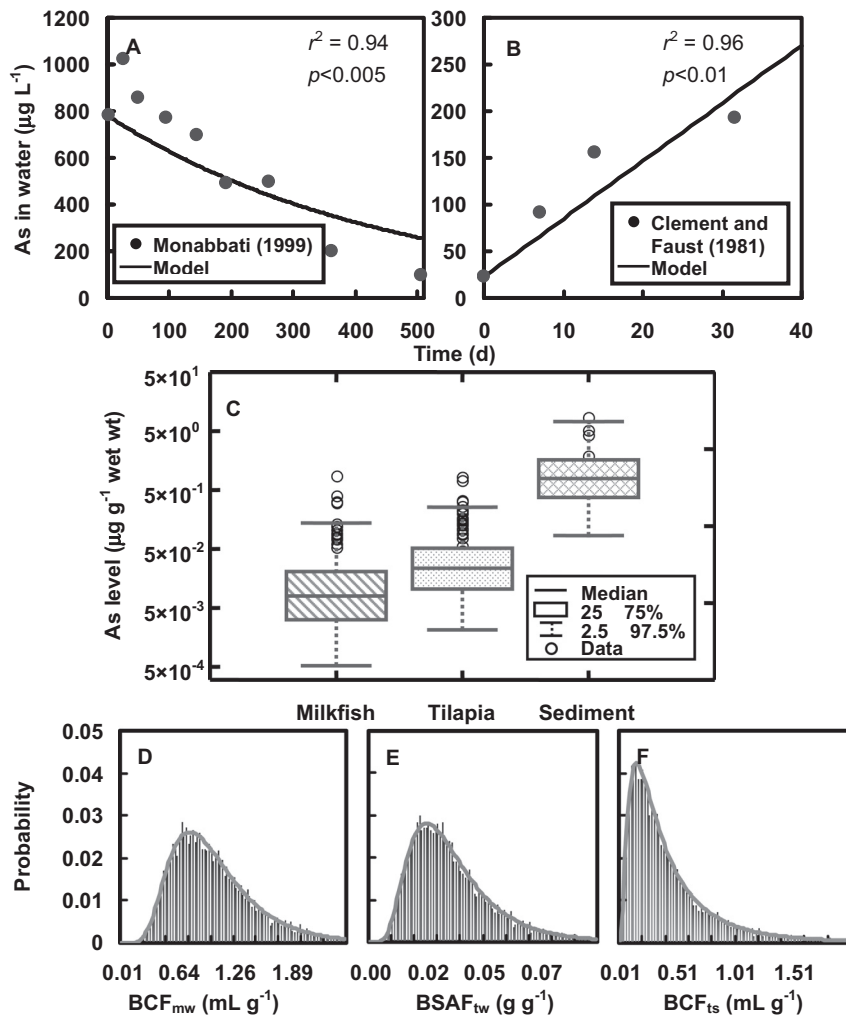 1200
1000
800
600
400
200
0
As in water (µg L-1)
A
r2 = 0.94
p<0.005
Monabbati (1999)
Model
0 100 200 300 400 500
300
250
200
150
100
50
0
B
r2 = 0.96
p<0.01
Clement and
Faust (1981)
Model
0 10 20 30 40
Time (d)
5×10^1
5×10^0
5×10^-1
5×10^-2
5×10^-3
5×10^-4
As level (µg g-1 wet wt)
C
Median
25 75%
2.5 97.5%
Data
Milkfish Tilapia Sediment
0.05
0.04
0.03
0.02
0.01
0
Probability
D
0.01 0.64 1.26 1.89
BCFmw (mL g-1)
E
0.00 0.02 0.05 0.07
BSAFtw (g g-1)
F
0.01 0.51 1.01 1.51
BCFts (mL g-1)